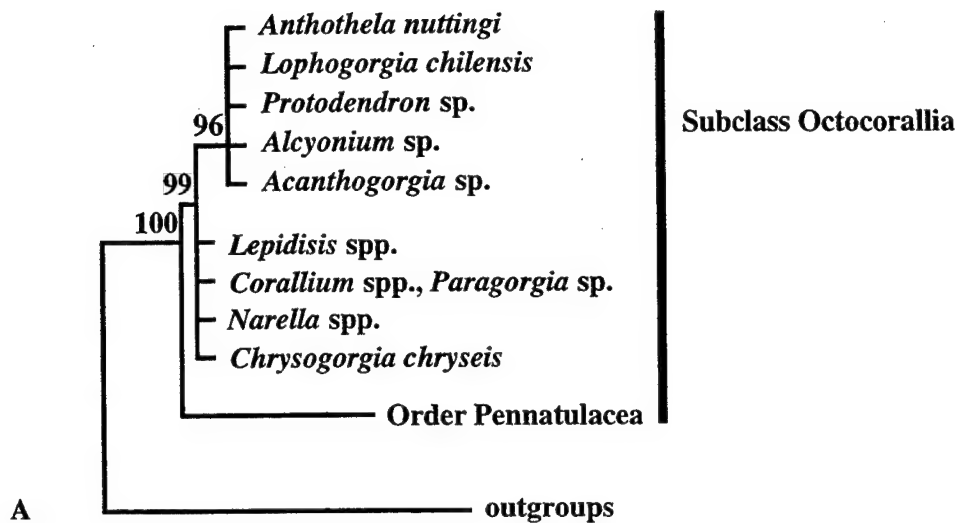 Anthothela nuttingi
Lophogorgia chilensis
Protodendron sp.
96
Alcyonium sp.
Subclass Octocorallia
Acanthogorgia sp.
99
100
Lepidisis spp.
Corallium spp., Paragorgia sp.
Narella spp.
Chrysogorgia chryseis
Order Pennatulacea
A
outgroups